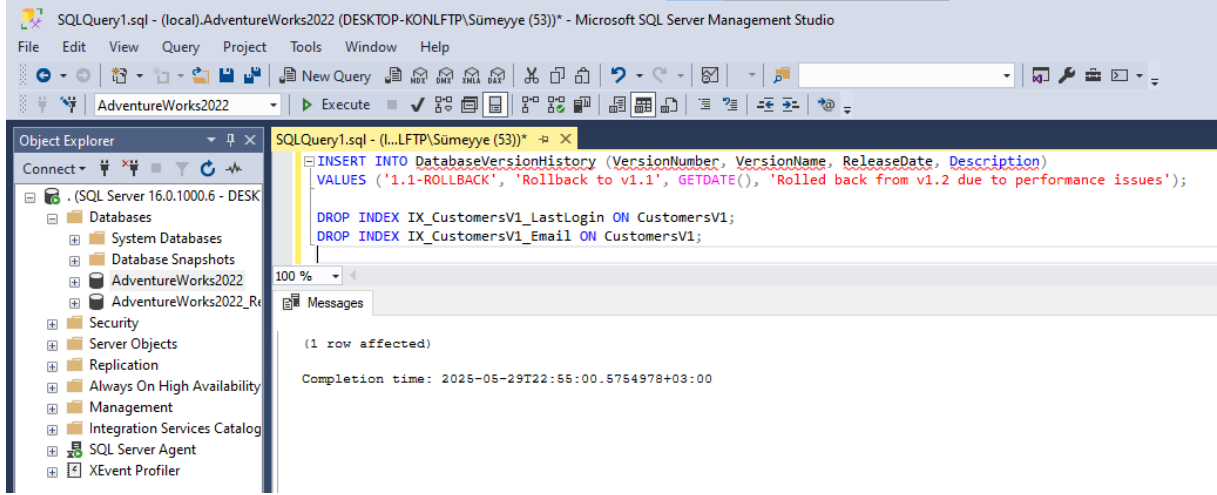 SQLQuery1.sql - (local).AdventureWorks2022 (DESKTOP-KONLFTP\Sümeyye (53))* - Microsoft SQL Server Management Studio
File Edit View Query Project Tools Window Help
New Query MDX DMX XMLA DAX
AdventureWorks2022 Execute
Object Explorer
Connect
. (SQL Server 16.0.1000.6 - DESK
Databases
System Databases
Database Snapshots
AdventureWorks2022
AdventureWorks2022_Re
Security
Server Objects
Replication
Always On High Availability
Management
Integration Services Catalog
SQL Server Agent
XEvent Profiler
SQLQuery1.sql - (l...LFTP\Sümeyye (53))*
INSERT INTO DatabaseVersionHistory (VersionNumber, VersionName, ReleaseDate, Description)
VALUES ('1.1-ROLLBACK', 'Rollback to v1.1', GETDATE(), 'Rolled back from v1.2 due to performance issues');
DROP INDEX IX_CustomersV1_LastLogin ON CustomersV1;
DROP INDEX IX_CustomersV1_Email ON CustomersV1;
100 %
Messages
(1 row affected)
Completion time: 2025-05-29T22:55:00.5754978+03:00